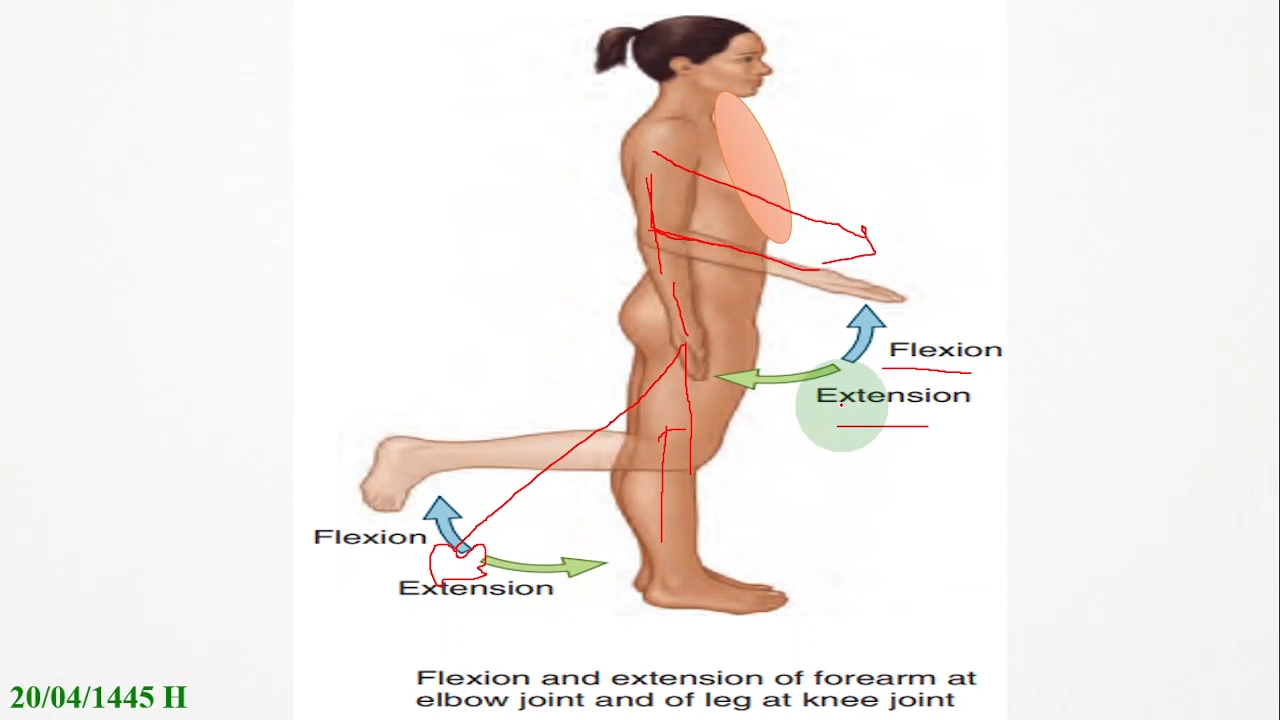 Flexion
Extension
Flexion
Extension
Flexion and extension of forearm at
elbow joint and of leg at knee joint
20/04/1445 H